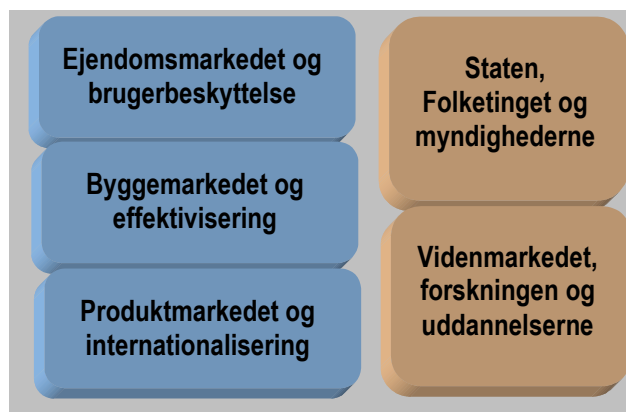 Ejendomsmarkedet og
brugerbeskyttelse
Byggemarkedet og
effektivisering
Produktmarkedet og
internationalisering
Staten,
Folketinget og
myndighederne
Videnmarkedet,
forskningen og
uddannelserne